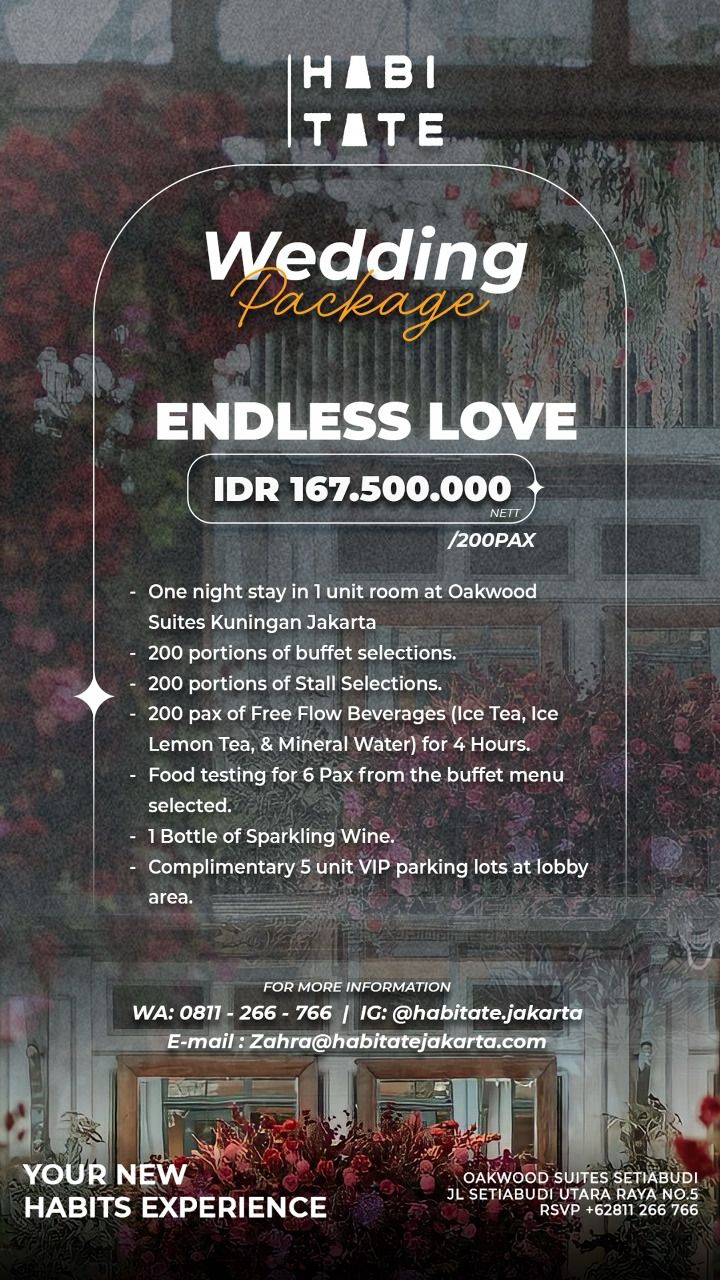 HABI
TATE
Wedding
Package
ENDLESS LOVE
IDR 167.500.000
NETT
/200PAX
- One night stay in 1 unit room at Oakwood
Suites Kuningan Jakarta
- 200 portions of buffet selections.
- 200 portions of Stall Selections.
- 200 pax of Free Flow Beverages (Ice Tea, Ice
Lemon Tea, & Mineral Water) for 4 Hours.
- Food testing for 6 Pax from the buffet menu
selected.
- 1 Bottle of Sparkling Wine.
- Complimentary 5 unit VIP parking lots at lobby
area.
FOR MORE INFORMATION
WA: 0811 - 266 - 766 | IG: @habitate.jakarta
E-mail : Zahra@habitatejakarta.com
YOUR NEW
HABITS EXPERIENCE
OAKWOOD SUITES SETIABUDI
JL SETIABUDI UTARA RAYA NO.5
RSVP +62811 266 766